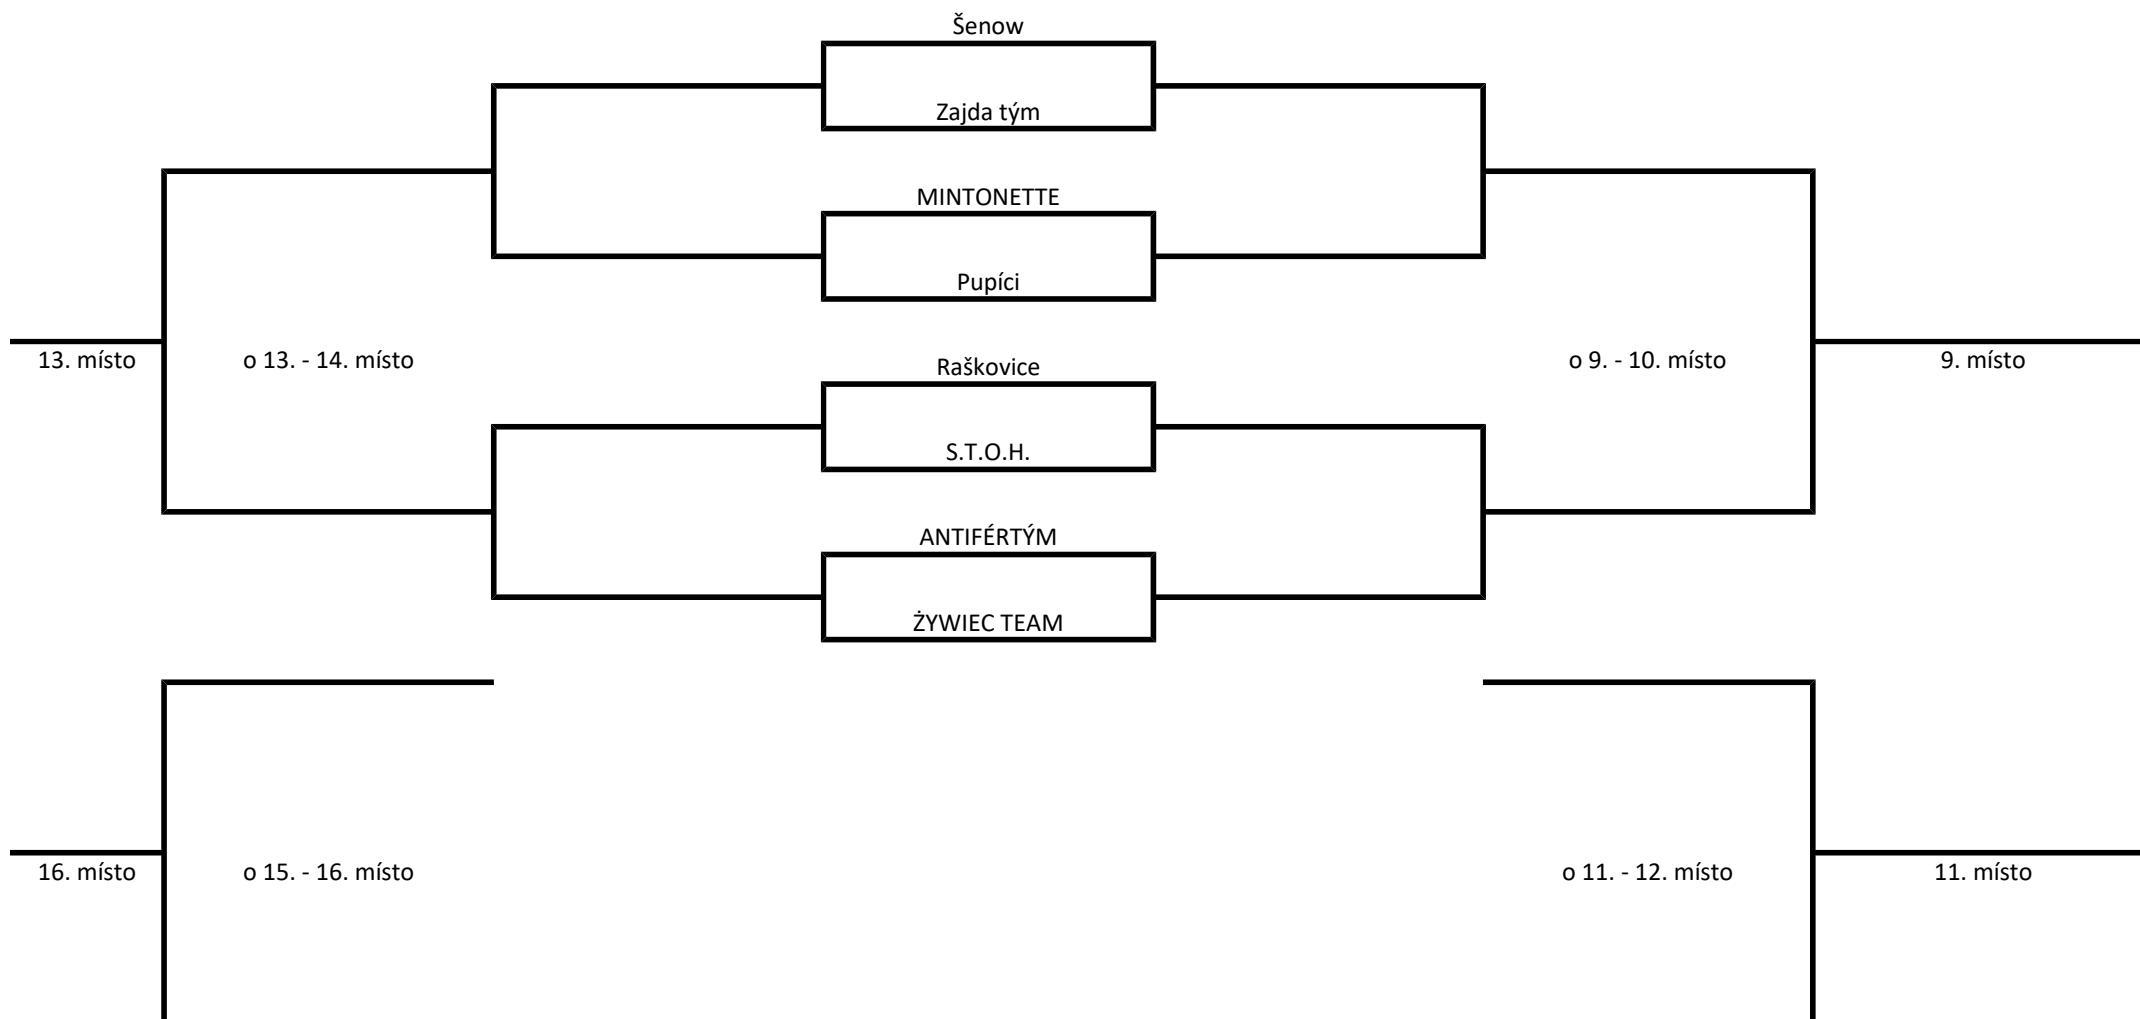 Šenow
Zajda tým
MINTONETTE
Pupíci
13. místo
o 13. - 14. místo
Raškovice
o 9. - 10. místo
9. místo
S.T.O.H.
ANTIFÉRTÝM
ŻYWIEC TEAM
16. místo
o 15. - 16. místo
o 11. - 12. místo
11. místo